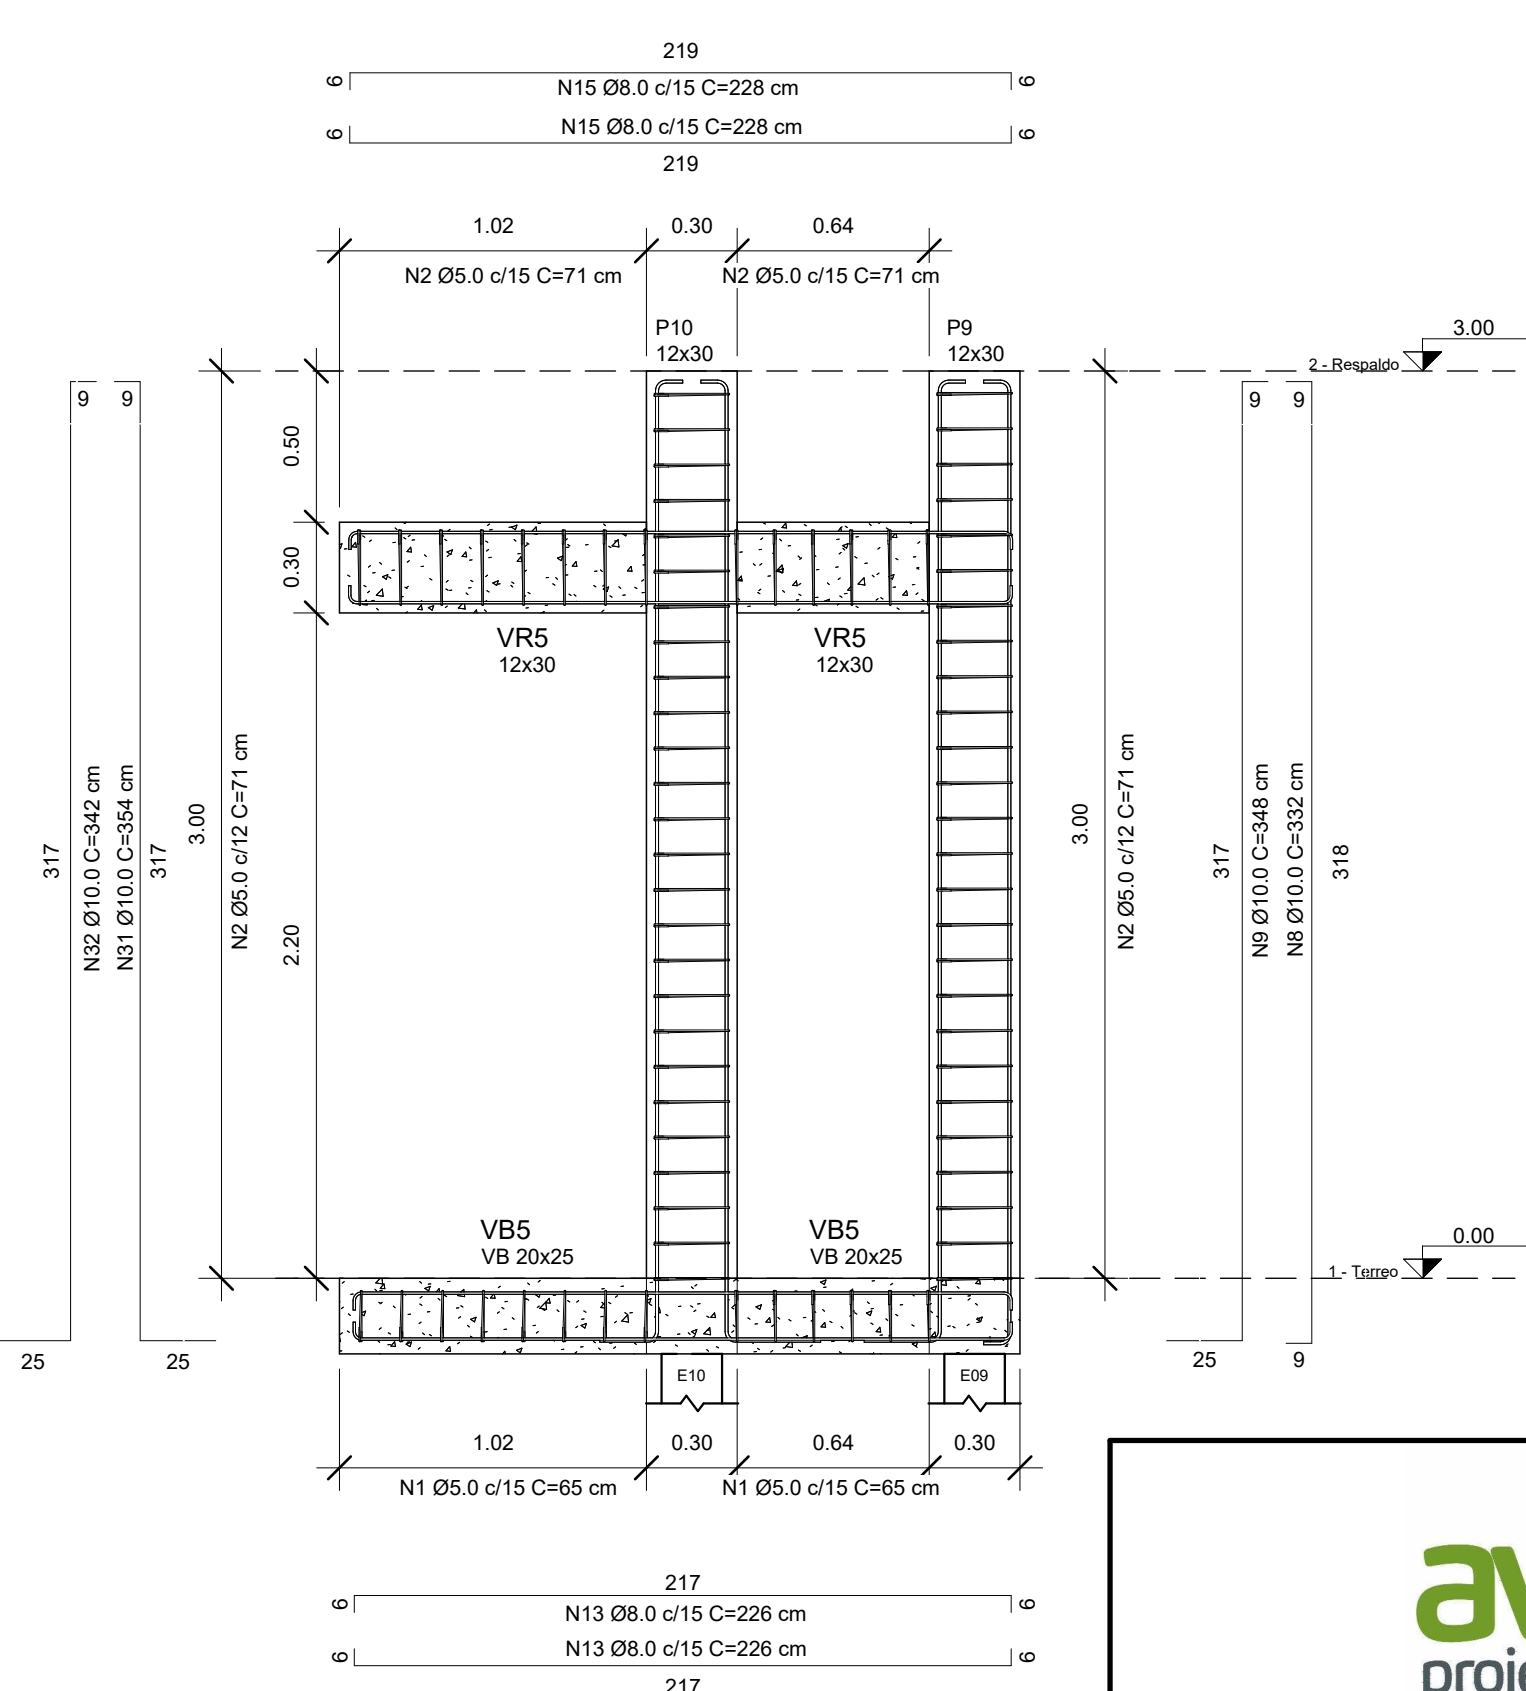 219
6
N15 Ø8.0 c/15 C=228 cm
6
6
N15 Ø8.0 c/15 C=228 cm
6
219
1.02
0.30
0.64
N2 Ø5.0 c/15 C=71 cm
N2 Ø5.0 c/15 C=71 cm
P10
12x30
P9
12x30
3.00
2 - Respaldo
9
9
9
9
0.50
0.30
VR5
12x30
VR5
12x30
317
N32 Ø10.0 C=342 cm
N31 Ø10.0 C=354 cm
317
3.00
N2 Ø5.0 c/12 C=71 cm
2.20
3.00
N2 Ø5.0 c/12 C=71 cm
317
N9 Ø10.0 C=348 cm
N8 Ø10.0 C=332 cm
318
VB5
VB 20x25
VB5
VB 20x25
0.00
1 - Terreo
25
25
25
9
E10
E09
1.02
0.30
0.64
0.30
N1 Ø5.0 c/15 C=65 cm
N1 Ø5.0 c/15 C=65 cm
217
6
N13 Ø8.0 c/15 C=226 cm
6
6
N13 Ø8.0 c/15 C=226 cm
6
217